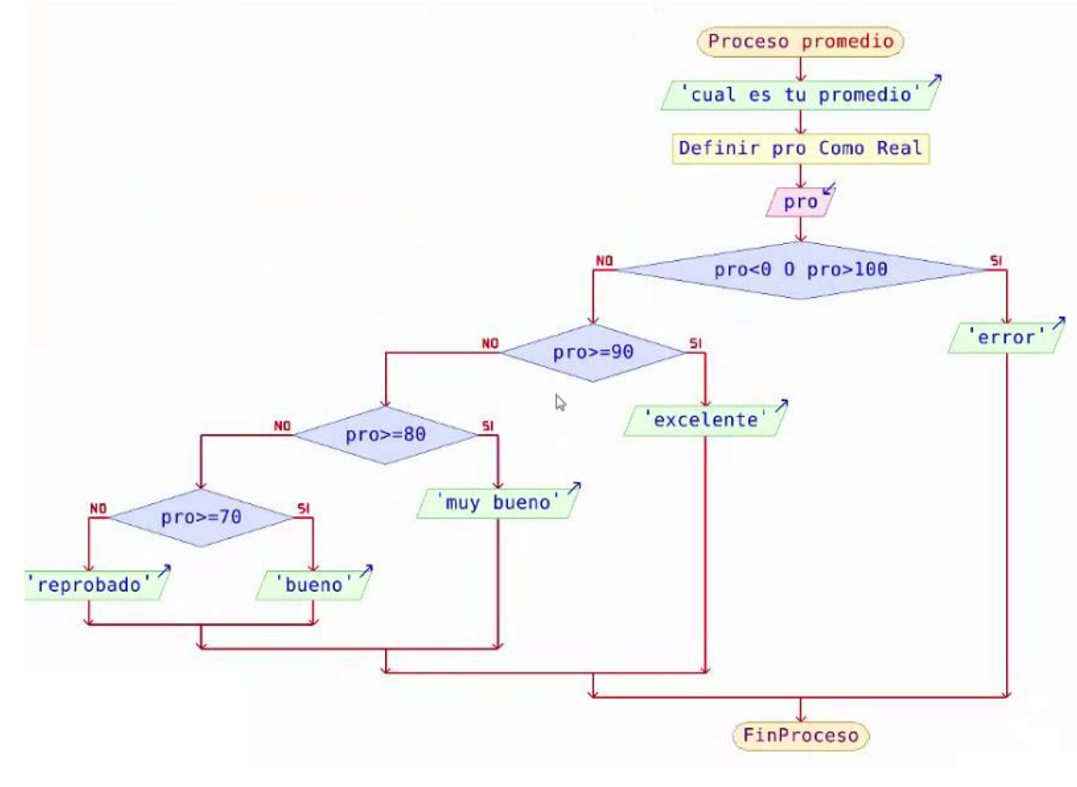 Proceso promedio
'cual es tu promedio'
Definir pro Como Real
pro
pro<0 O pro>100
NO
SI
'error'
pro>=90
NO
SI
'excelente'
pro>=80
NO
SI
'muy bueno'
pro>=70
NO
SI
'reprobado'
'bueno'
FinProceso